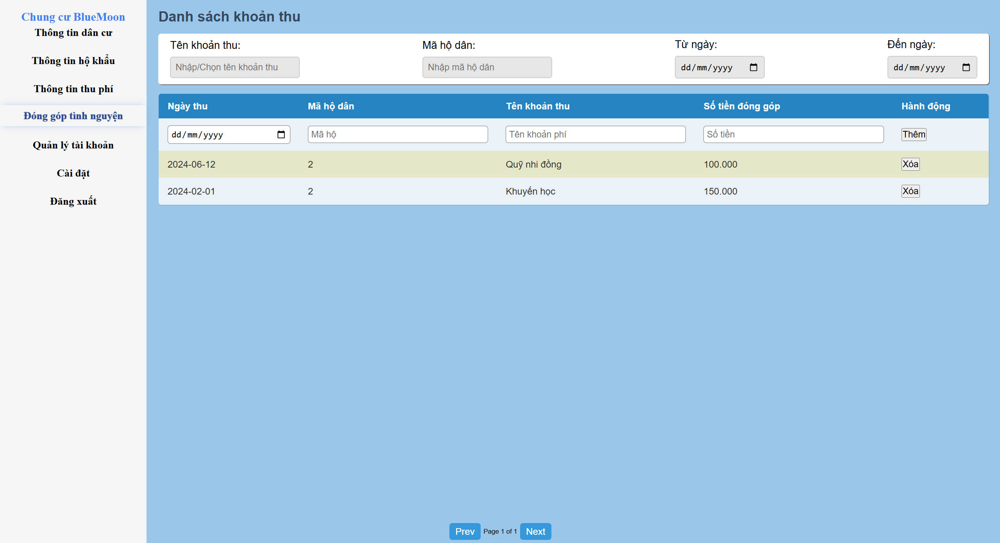 Chung cư BlueMoon
Thông tin dân cư
Thông tin hộ khẩu
Thông tin thu phí
Đóng góp tình nguyện
Quản lý tài khoản
Cài đặt
Đăng xuất
Danh sách khoản thu
Tên khoản thu: Mã hộ dân: Từ ngày: Đến ngày:
Nhập/Chọn tên khoản thu Nhập mã hộ dân dd/mm/yyyy dd/mm/yyyy
Ngày thu Mã hộ dân Tên khoản thu Số tiền đóng góp Hành động
dd/mm/yyyy Mã hộ Tên khoản phí Số tiền Thêm
2024-06-12 2 Quỹ nhi đồng 100.000 Xóa
2024-02-01 2 Khuyến học 150.000 Xóa
Prev Page 1 of 1 Next